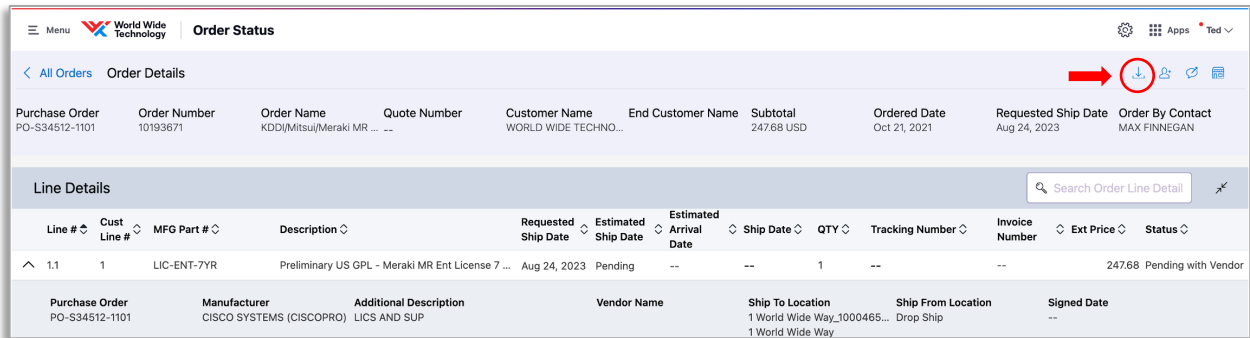 Menu
World Wide
Technology
Order Status
Apps
Ted
All Orders Order Details
Purchase Order Order Number Order Name Quote Number Customer Name End Customer Name Subtotal Ordered Date Requested Ship Date Order By Contact
PO-S34512-1101 10193671 KDDI/Mitsui/Meraki MR ... -- WORLD WIDE TECHNO... 247.68 USD Oct 21, 2021 Aug 24, 2023 MAX FINNEGAN
Line Details
Search Order Line Detail
Line # Cust Line # MFG Part # Description Requested Ship Date Estimated Ship Date Estimated Arrival Date Ship Date QTY Tracking Number Invoice Number Ext Price Status
1.1 1 LIC-ENT-7YR Preliminary US GPL - Meraki MR Ent License 7 ... Aug 24, 2023 Pending -- -- 1 -- -- 247.68 Pending with Vendor
Purchase Order Manufacturer Additional Description Vendor Name Ship To Location Ship From Location Signed Date
PO-S34512-1101 CISCO SYSTEMS (CISCOPRO) LICS AND SUP 1 World Wide Way_1000465... Drop Ship --
1 World Wide Way